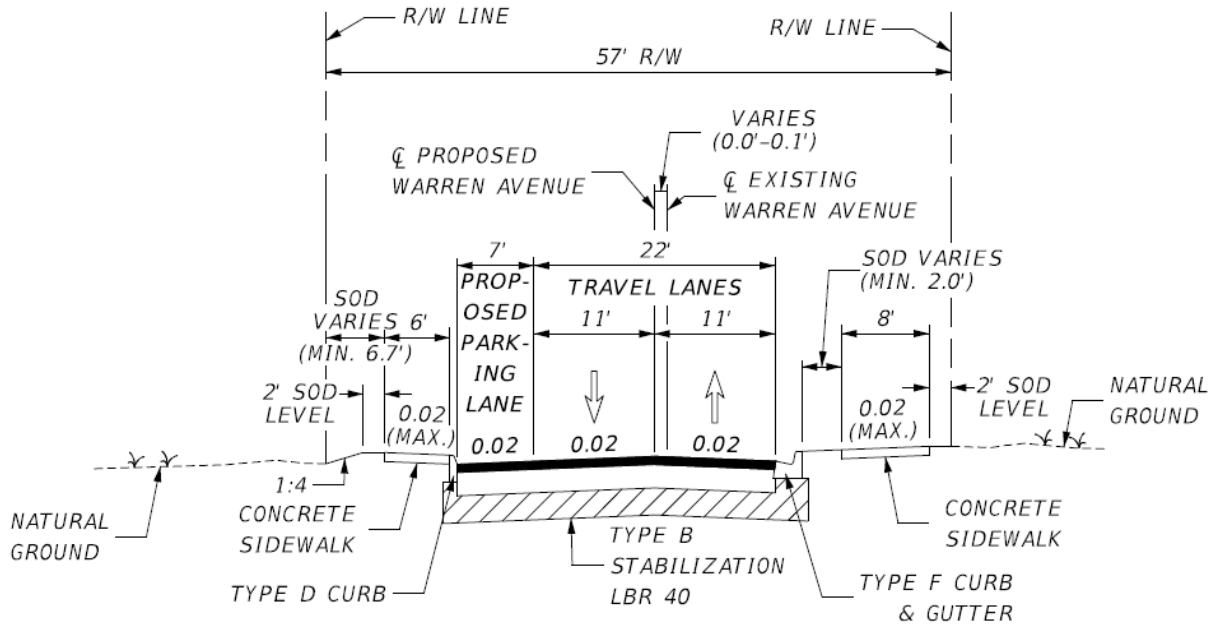 R/W LINE
R/W LINE
57' R/W
VARIES
(0.0'-0.1')
℄ PROPOSED
WARREN AVENUE
℄ EXISTING
WARREN AVENUE
7'
22'
SOD VARIES
(MIN. 2.0')
PROP-
OSED
PARK-
ING
LANE
TRAVEL LANES
SOD
VARIES
6'
(MIN. 6.7')
11'
11'
8'
2' SOD
LEVEL
0.02
(MAX.)
0.02
0.02
0.02
0.02
(MAX.)
2' SOD
LEVEL
NATURAL
GROUND
1:4
NATURAL
GROUND
CONCRETE
SIDEWALK
TYPE D CURB
TYPE B
STABILIZATION
LBR 40
CONCRETE
SIDEWALK
TYPE F CURB
& GUTTER